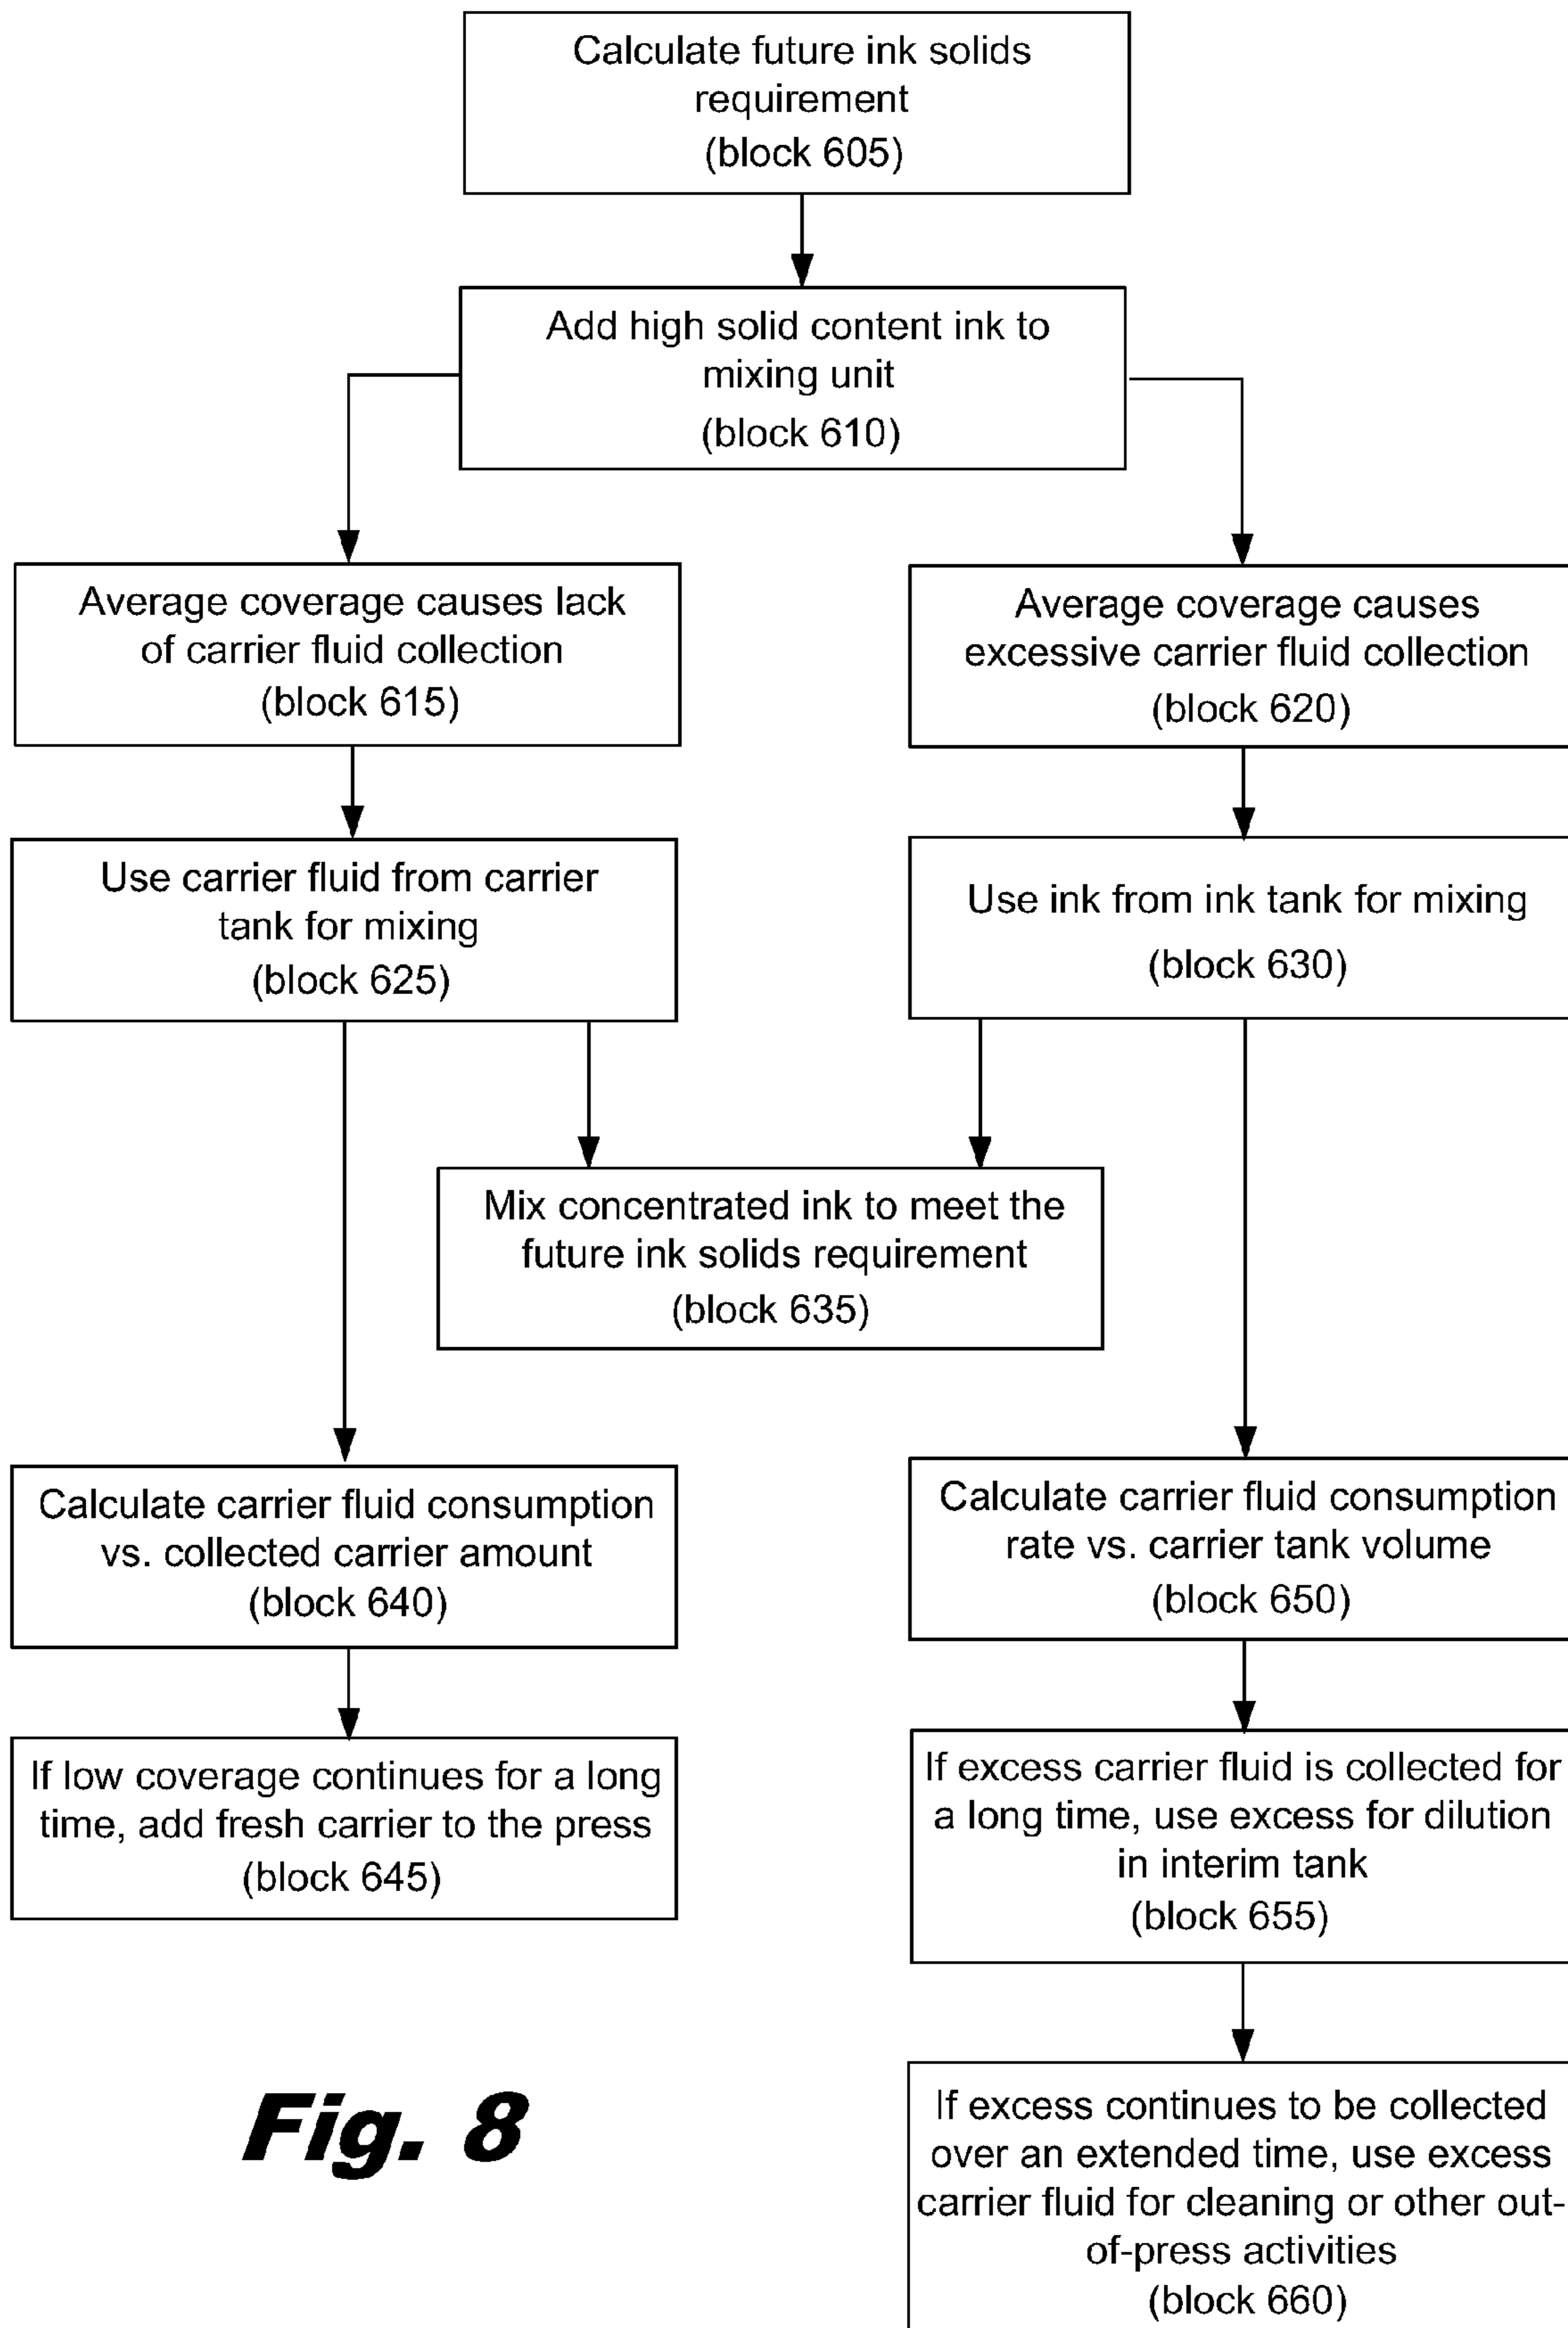 Calculate future ink solids
requirement
(block 605)
Add high solid content ink to
mixing unit
(block 610)
Average coverage causes lack
of carrier fluid collection
(block 615)
Average coverage causes
excessive carrier fluid collection
(block 620)
Use carrier fluid from carrier
tank for mixing
(block 625)
Use ink from ink tank for mixing
(block 630)
Mix concentrated ink to meet the
future ink solids requirement
(block 635)
Calculate carrier fluid consumption
vs. collected carrier amount
(block 640)
Calculate carrier fluid consumption
rate vs. carrier tank volume
(block 650)
If low coverage continues for a long
time, add fresh carrier to the press
(block 645)
If excess carrier fluid is collected for
a long time, use excess for dilution
in interim tank
(block 655)
If excess continues to be collected
over an extended time, use excess
carrier fluid for cleaning or other out-
of-press activities
(block 660)
Fig. 8